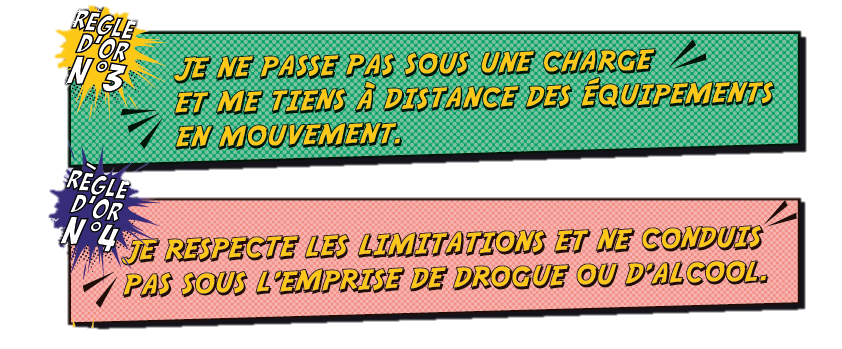 RÈGLE
D'OR
N°3
JE NE PASSE PAS SOUS UNE CHARGE
ET ME TIENS À DISTANCE DES ÉQUIPEMENTS
EN MOUVEMENT.
RÈGLE
D'OR
N°4
JE RESPECTE LES LIMITATIONS ET NE CONDUIS
PAS SOUS L'EMPRISE DE DROGUE OU D'ALCOOL.